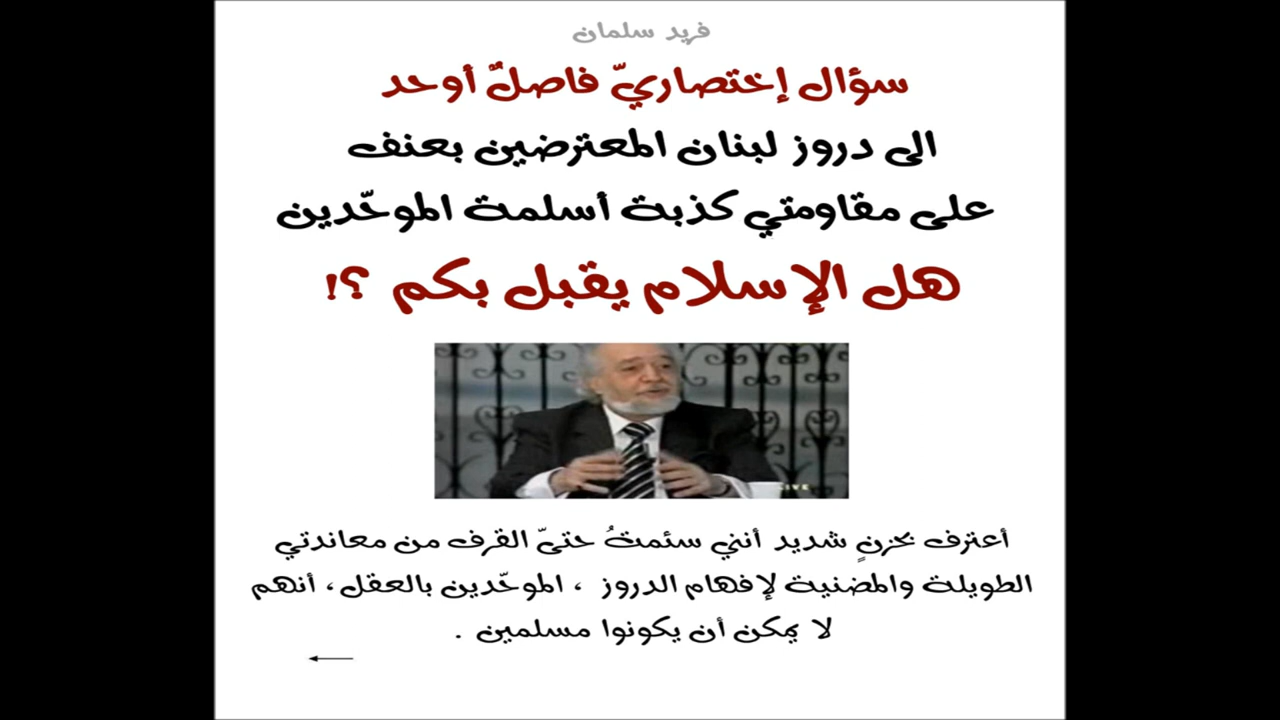 فريد سلمان
سؤال إختصاريّ فاصلٌ أوحد
الى دروز لبنان المعترضين بعنف
على مقاومتي كذبة أسلمة الموحّدين
هل الإسلام يقبل بكم ؟!
LIVE
أعترف بحزنٍ شديد أنني سئمتُ حتىّ القرف من معاندتي
الطويلة والمضنية لإفهام الدروز ، الموحّدين بالعقل، أنهم
لا يمكن أن يكونوا مسلمين .